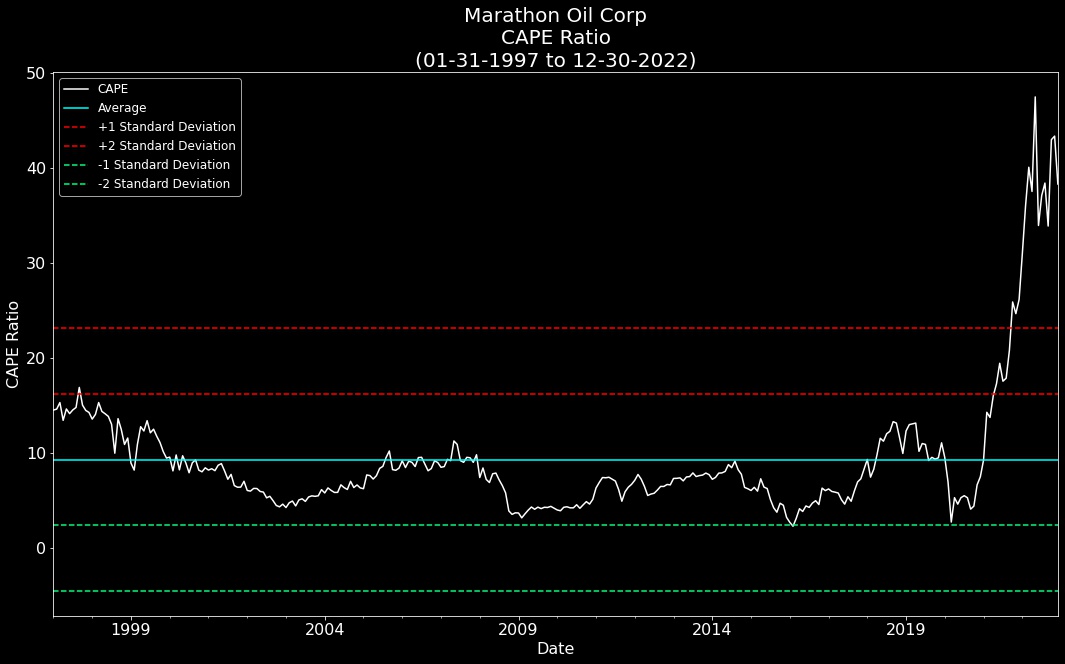 Marathon Oil Corp
CAPE Ratio
(01-31-1997 to 12-30-2022)
CAPE
Average
+1 Standard Deviation
+2 Standard Deviation
-1 Standard Deviation
-2 Standard Deviation
CAPE Ratio
50
40
30
20
10
0
1999
2004
2009
2014
2019
Date